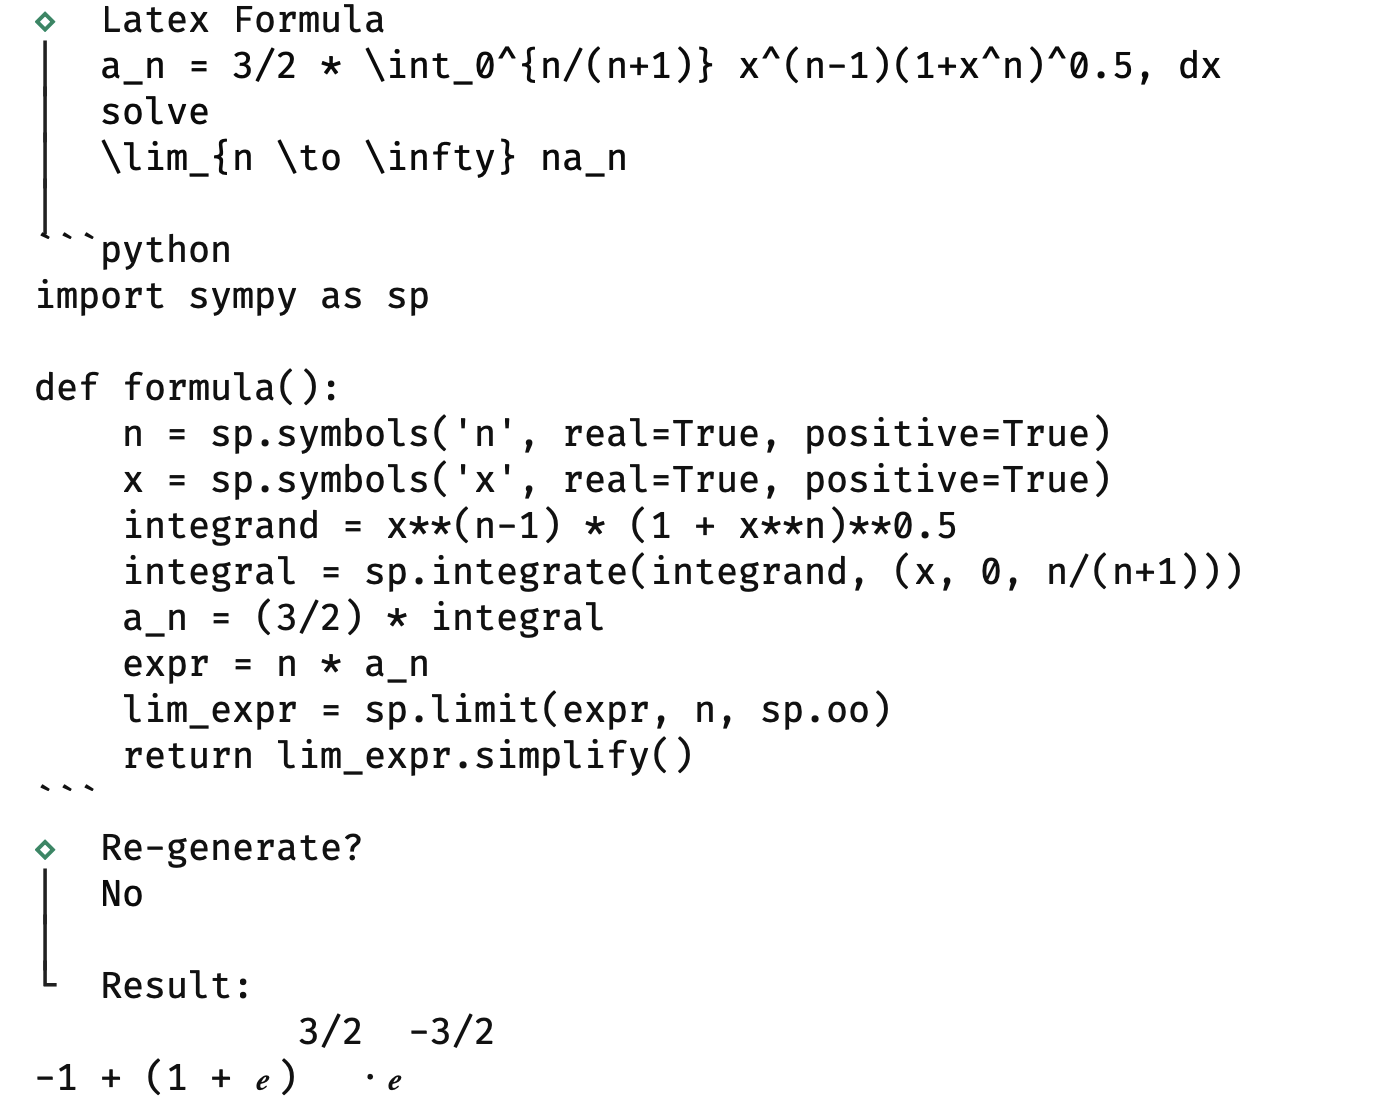 ◇ Latex Formula
│ a_n = 3/2 * \int_0^{n/(n+1)} x^(n-1)(1+x^n)^0.5, dx
│ solve
│ \lim_{n \to \infty} na_n
│
```python
import sympy as sp

def formula():
    n = sp.symbols('n', real=True, positive=True)
    x = sp.symbols('x', real=True, positive=True)
    integrand = x**(n-1) * (1 + x**n)**0.5
    integral = sp.integrate(integrand, (x, 0, n/(n+1)))
    a_n = (3/2) * integral
    expr = n * a_n
    lim_expr = sp.limit(expr, n, sp.oo)
    return lim_expr.simplify()
```
◇ Re-generate?
│ No
│
└ Result:
            3/2  -3/2
-1 + (1 + ℯ)   ⋅ℯ